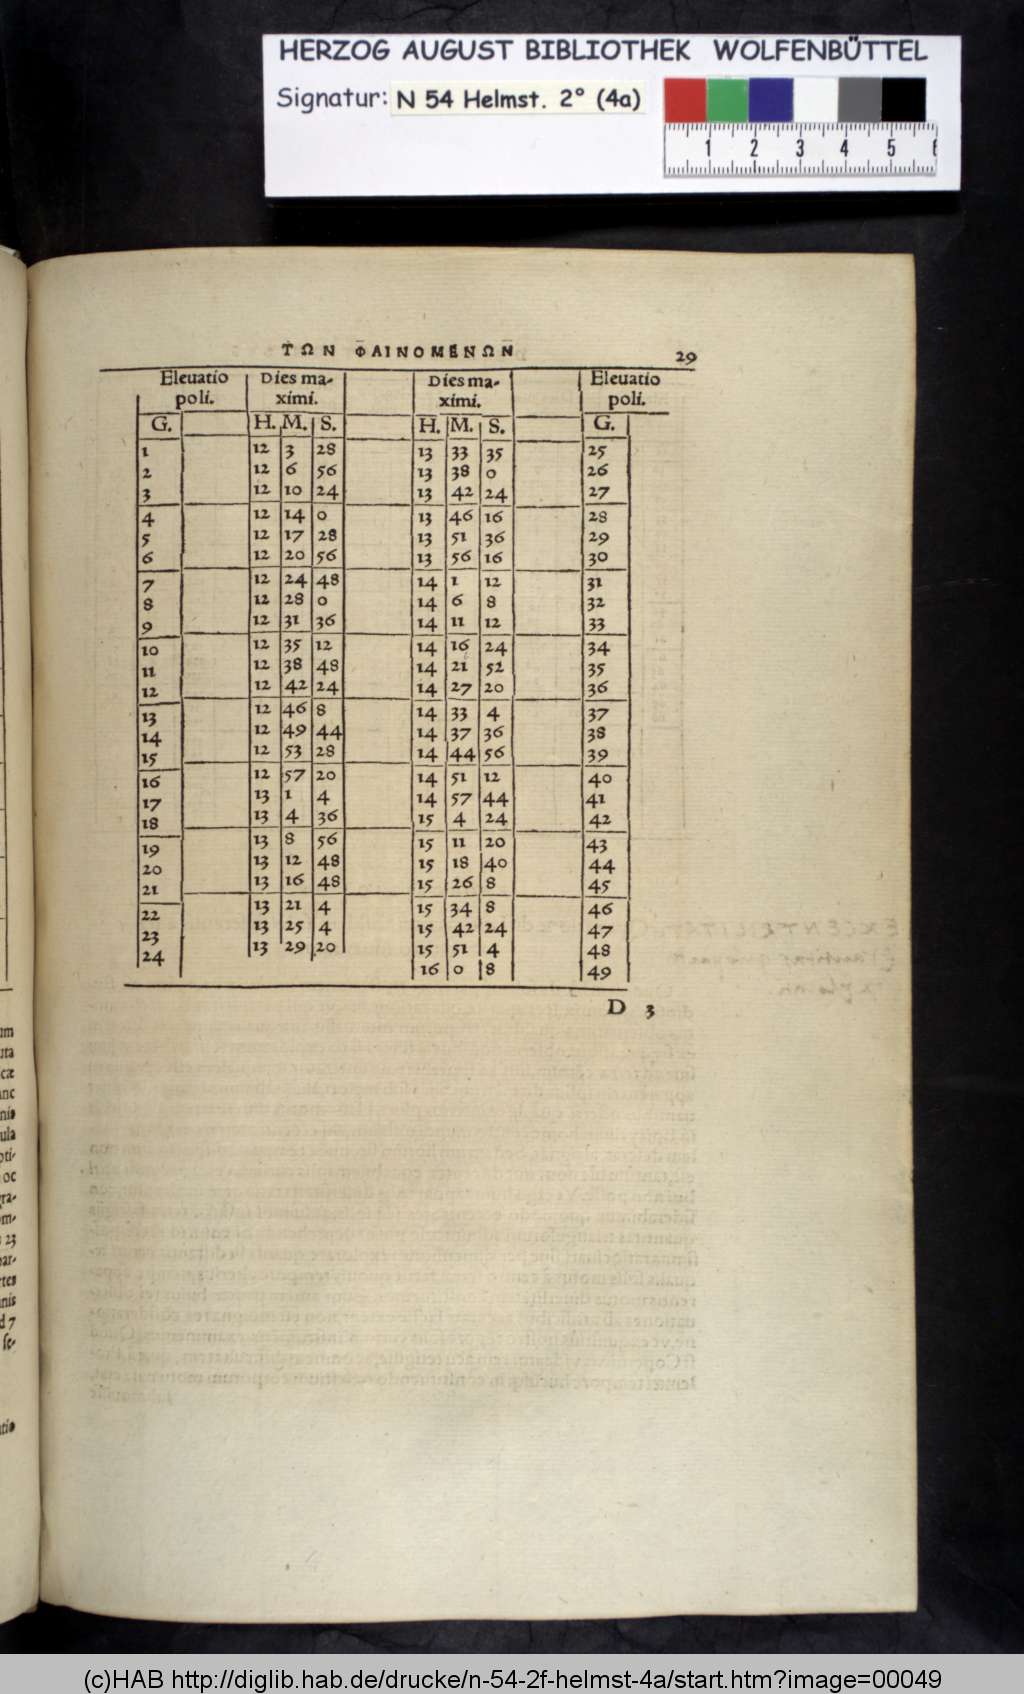 HERZOG AUGUST BIBLIOTHEK WOLFENBÜTTEL
Signatur: N 54 Helmst. 2° (4a)
1 2 3 4 5 6
ΤΩΝ ΦΑΙΝΟΜΕΝΩΝ 29
Eleuatio Dies ma- Dies ma- Eleuatio
poli. ximi. ximi. poli.
G. H. M. S. H. M. S. G.
1 12 3 28 13 33 35 25
2 12 6 56 13 38 0 26
3 12 10 24 13 42 24 27
4 12 14 0 13 46 16 28
5 12 17 28 13 51 36 29
6 12 20 56 13 56 16 30
7 12 24 48 14 1 12 31
8 12 28 0 14 6 8 32
9 12 31 36 14 11 12 33
10 12 35 12 14 16 24 34
11 12 38 48 14 21 52 35
12 12 42 24 14 27 20 36
13 12 46 8 14 33 4 37
14 12 49 44 14 37 36 38
15 12 53 28 14 44 56 39
16 12 57 20 14 51 12 40
17 13 1 4 14 57 44 41
18 13 4 36 15 4 24 42
19 13 8 56 15 11 20 43
20 13 12 48 15 18 40 44
21 13 16 48 15 26 8 45
22 13 21 4 15 34 8 46
23 13 25 4 15 42 24 47
24 13 29 20 15 51 4 48
16 0 8 49
D 3
(c)HAB http://diglib.hab.de/drucke/n-54-2f-helmst-4a/start.htm?image=00049